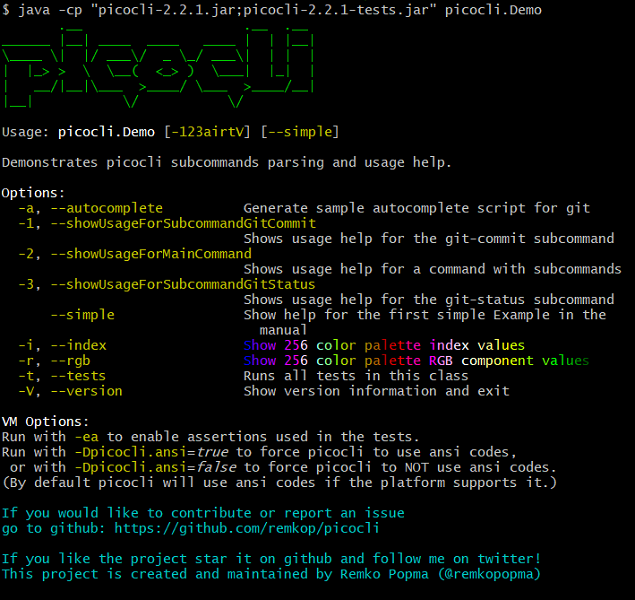 $ java -cp "picocli-2.2.1.jar;picocli-2.2.1-tests.jar" picocli.Demo
picocli
Usage: picocli.Demo [-123airtV] [--simple]
Demonstrates picocli subcommands parsing and usage help.
Options:
-a, --autocomplete Generate sample autocomplete script for git
-1, --showUsageForSubcommandGitCommit
Shows usage help for the git-commit subcommand
-2, --showUsageForMainCommand
Shows usage help for a command with subcommands
-3, --showUsageForSubcommandGitStatus
Shows usage help for the git-status subcommand
--simple Show help for the first simple Example in the
manual
-i, --index Show 256 color palette index values
-r, --rgb Show 256 color palette RGB component values
-t, --tests Runs all tests in this class
-V, --version Show version information and exit
VM Options:
Run with -ea to enable assertions used in the tests.
Run with -Dpicocli.ansi=true to force picocli to use ansi codes,
or with -Dpicocli.ansi=false to force picocli to NOT use ansi codes.
(By default picocli will use ansi codes if the platform supports it.)
If you would like to contribute or report an issue
go to github: https://github.com/remkop/picocli
If you like the project star it on github and follow me on twitter!
This project is created and maintained by Remko Popma (@remkopopma)